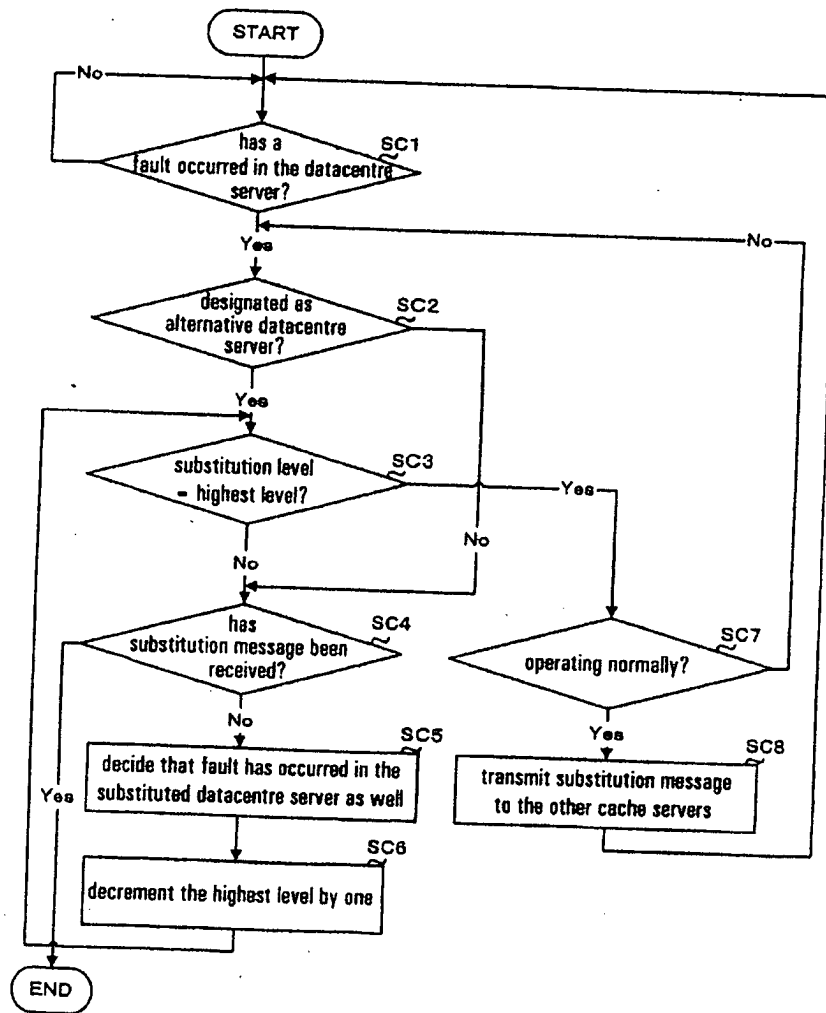 START
No
SC1
has a
fault occurred in the datacentre
server?
Yes
No
SC2
designated as
alternative datacentre
server?
Yes
SC3
substitution level
= highest level?
Yes
No
No
SC4
has
substitution message been
received?
SC7
operating normally?
No
Yes
SC5
decide that fault has occurred in the
substituted datacentre server as well
SC8
transmit substitution message
to the other cache servers
Yes
SC6
decrement the highest level by one
END